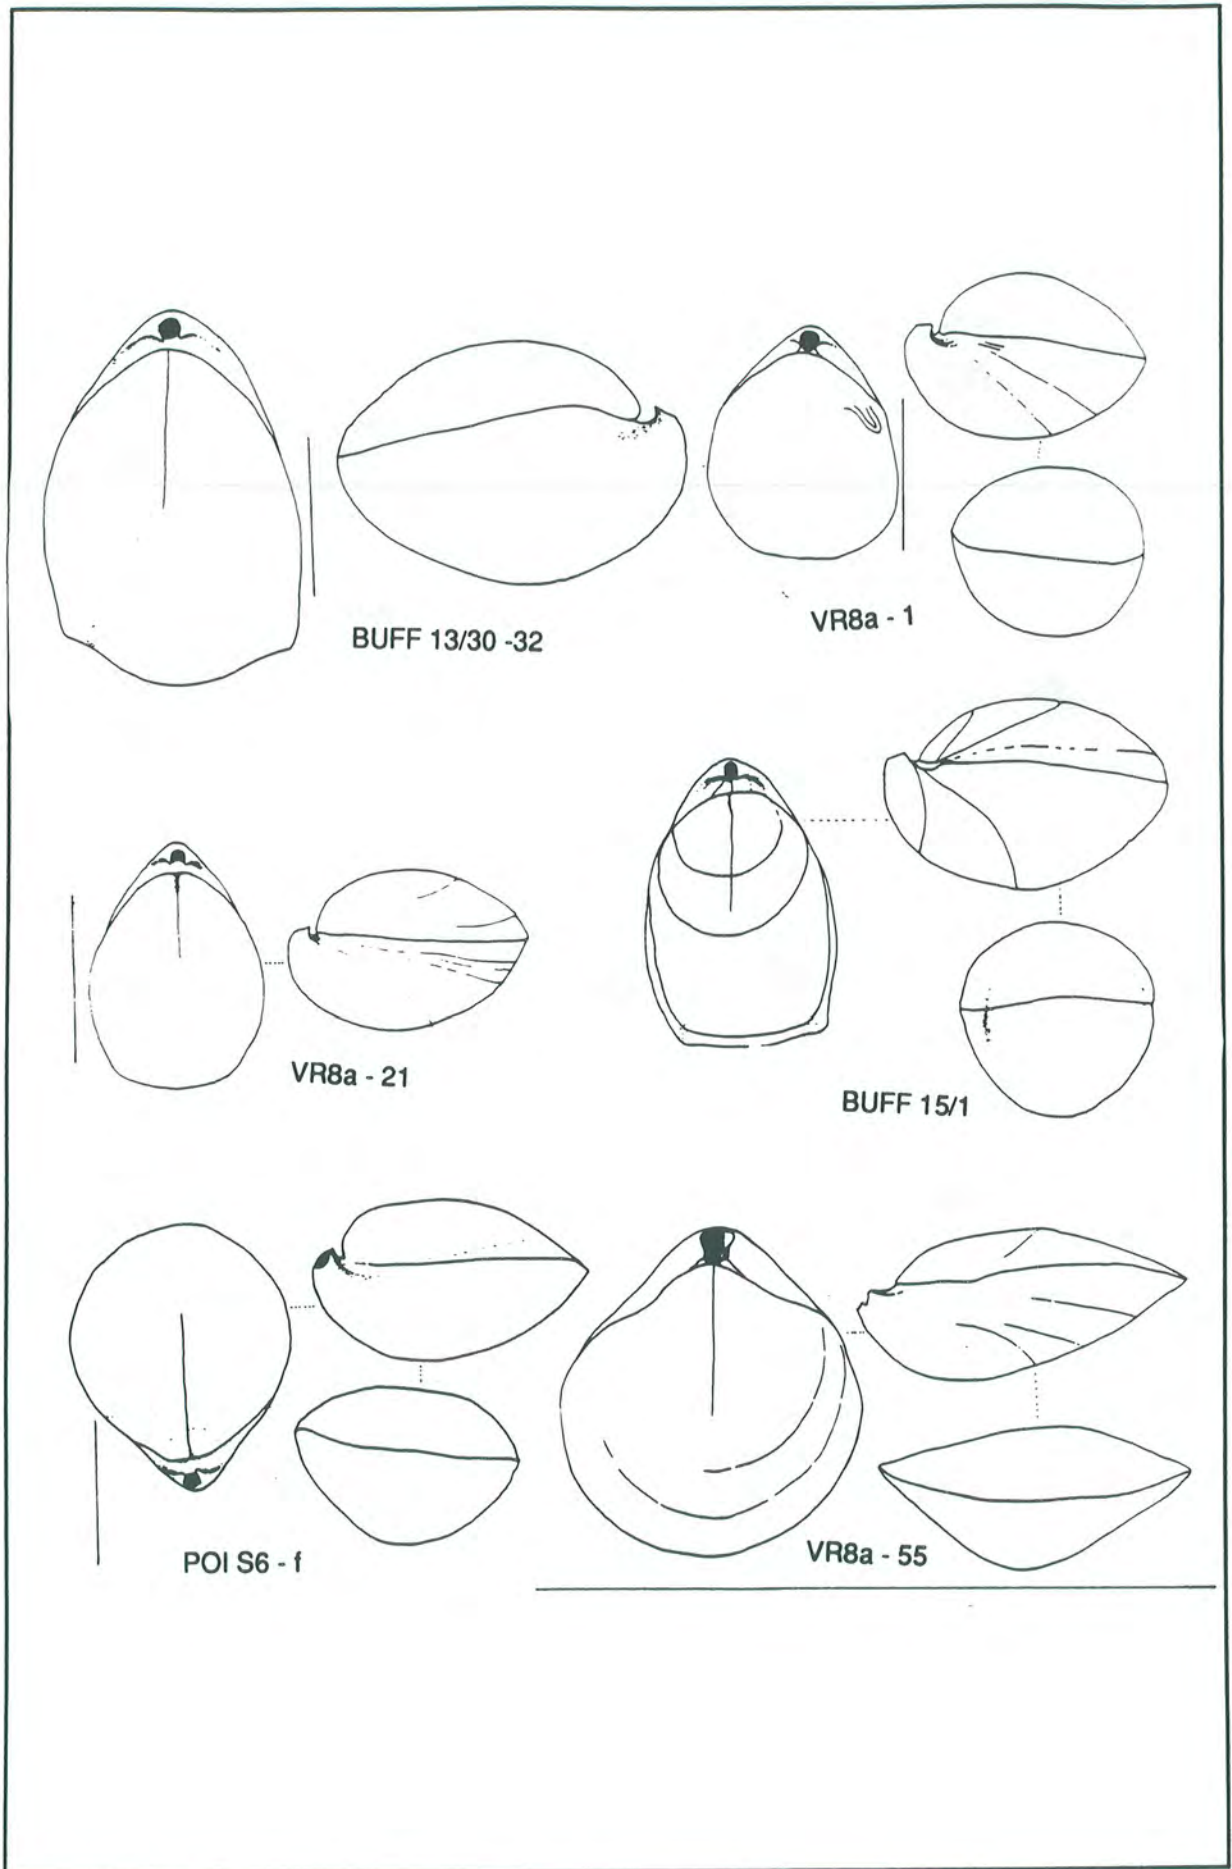 BUFF 13/30 -32
VR8a - 1
VR8a - 21
BUFF 15/1
POI S6 - f
VR8a - 55